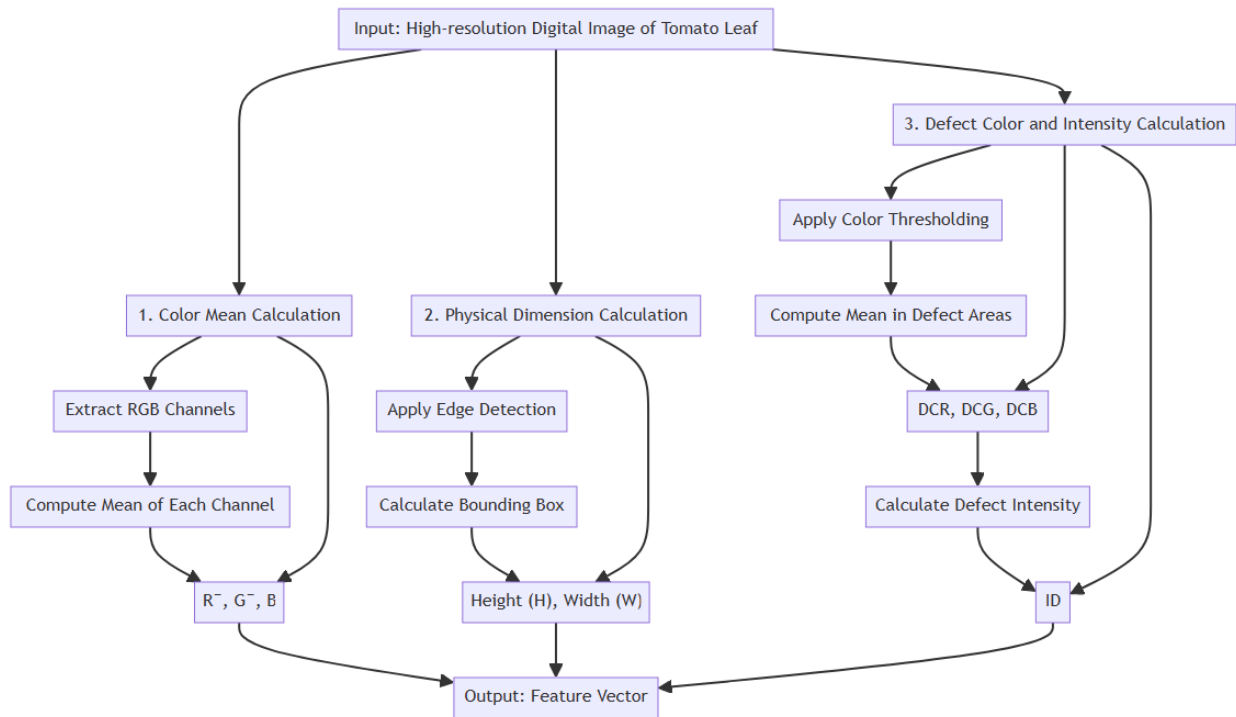 Input: High-resolution Digital Image of Tomato Leaf
3. Defect Color and Intensity Calculation
Apply Color Thresholding
1. Color Mean Calculation
2. Physical Dimension Calculation
Compute Mean in Defect Areas
Extract RGB Channels
Apply Edge Detection
DCR, DCG, DCB
Compute Mean of Each Channel
Calculate Bounding Box
Calculate Defect Intensity
R⁻, G⁻, B
Height (H), Width (W)
ID
Output: Feature Vector